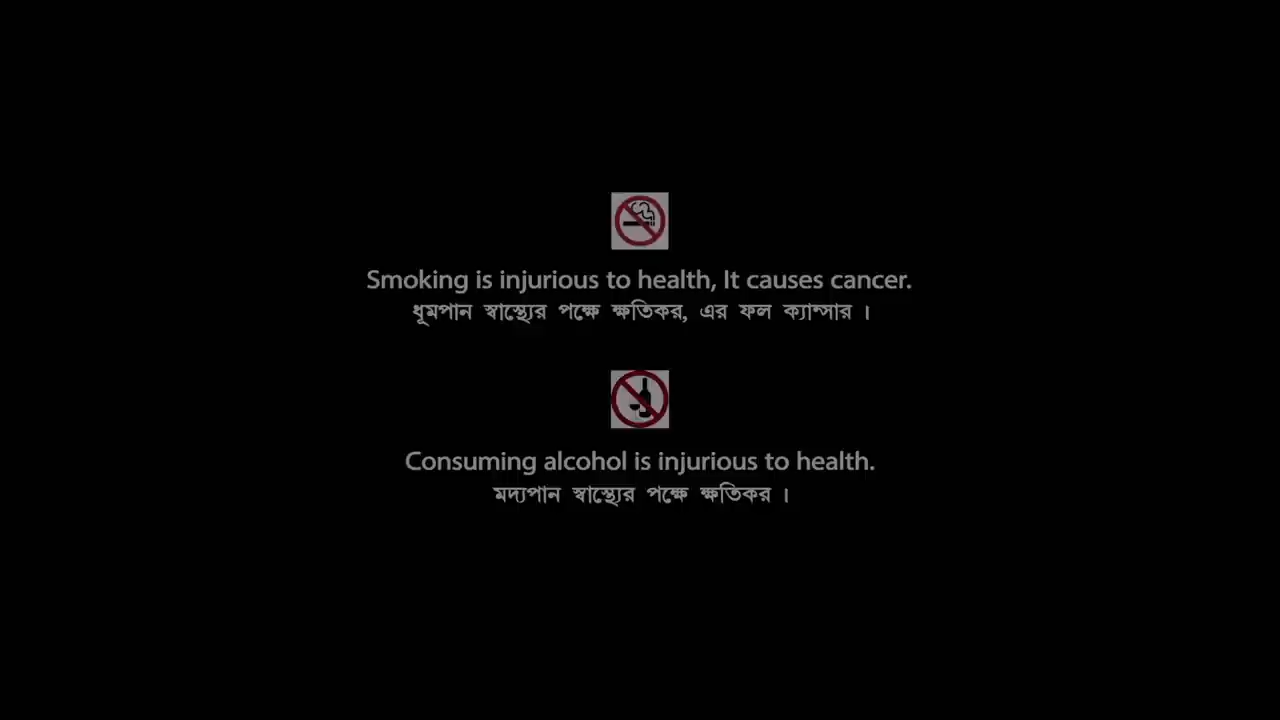 Smoking is injurious to health, It causes cancer.
ধূমপান স্বাস্থ্যের পক্ষে ক্ষতিকর, এর ফল ক্যান্সার ।
Consuming alcohol is injurious to health.
মদ্যপান স্বাস্থ্যের পক্ষে ক্ষতিকর ।